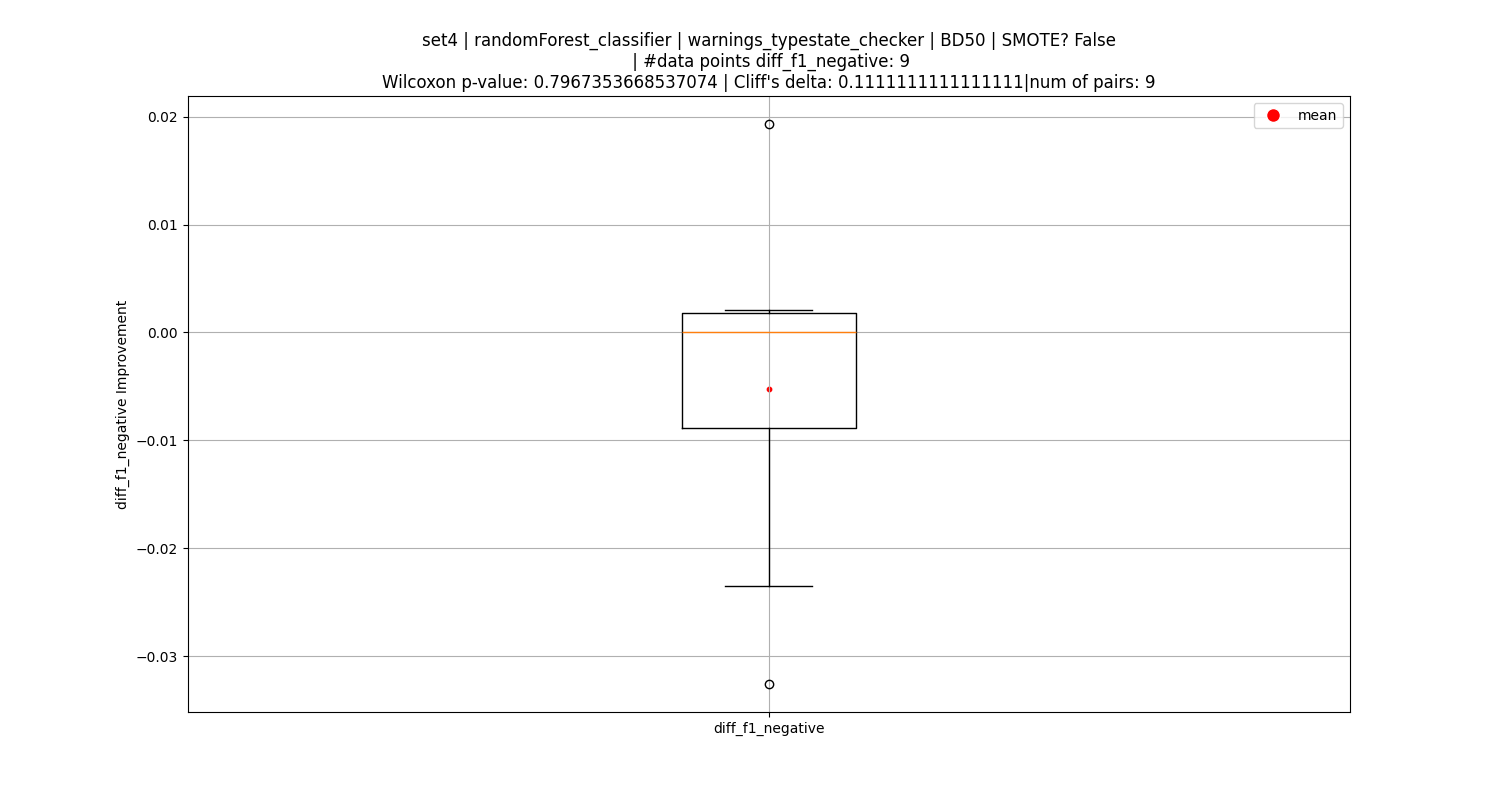 set4 | randomForest_classifier | warnings_typestate_checker | BD50 | SMOTE? False
| #data points diff_f1_negative: 9
Wilcoxon p-value: 0.7967353668537074 | Cliff's delta: 0.1111111111111111|num of pairs: 9
mean
0.02
0.01
0.00
−0.01
−0.02
−0.03
diff_f1_negative Improvement
diff_f1_negative